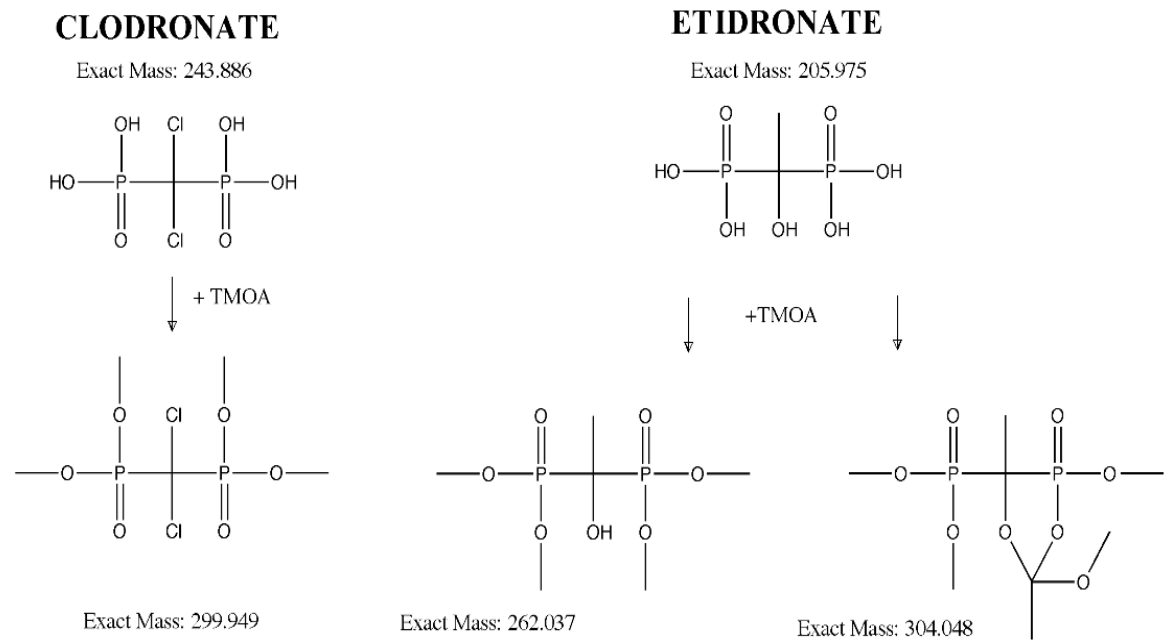 CLODRONATE
Exact Mass: 243.886
OH Cl OH
HO P P OH
O Cl O
+ TMOA
O Cl O
O P P O
O Cl O
Exact Mass: 299.949
ETIDRONATE
Exact Mass: 205.975
O O
HO P P OH
OH OH OH
+TMOA
O O
O P P O
O OH O
Exact Mass: 262.037
O O
O P P O
O O O
O
Exact Mass: 304.048